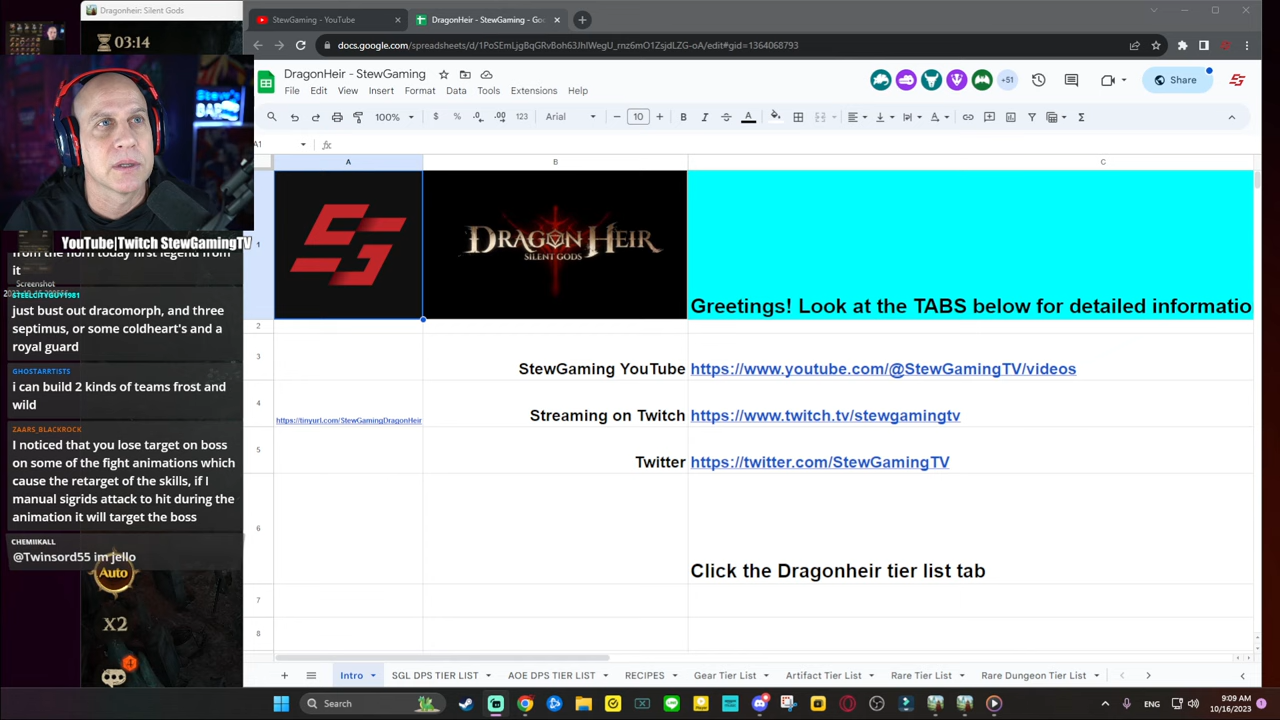 Dragonheir: Silent Gods
StewGaming - YouTube
DragonHeir - StewGaming - Go
03:14
docs.google.com/spreadsheets/d/1PoSEmLjgBqGRvBoh63JhlWegU_rnz6mO1ZsjdLZG-oA/edit#gid=1364068793
DragonHeir - StewGaming
File Edit View Insert Format Data Tools Extensions Help
+51
Share
100% $ % .0 .00 123 Arial 10 B I A
A1
fx
A B C
1
SG
DRAGONHEIR
SILENT GODS
Greetings! Look at the TABS below for detailed informatio
2
3 StewGaming YouTube https://www.youtube.com/@StewGamingTV/videos
4 https://tinyurl.com/StewGamingDragonHeir Streaming on Twitch https://www.twitch.tv/stewgamingtv
5 Twitter https://twitter.com/StewGamingTV
6 Click the Dragonheir tier list tab
7
8
Intro SGL DPS TIER LIST AOE DPS TIER LIST RECIPES Gear Tier List Artifact Tier List Rare Tier List Rare Dungeon Tier List
YouTube|Twitch StewGamingTV
from the horn today first legend from
it
Screenshot
STEELCITYGUY1981
just bust out dracomorph, and three
septimus, or some coldheart's and a
royal guard
GHOSTARRTISTS
i can build 2 kinds of teams frost and
wild
ZAARS_BLACKROCK
I noticed that you lose target on boss
on some of the fight animations which
cause the retarget of the skills, if I
manual sigrids attack to hit during the
animation it will target the boss
CHEMIIKALL
@Twinsord55 im jello
Auto
X2
4
Search
ENG
9:09 AM
10/16/2023